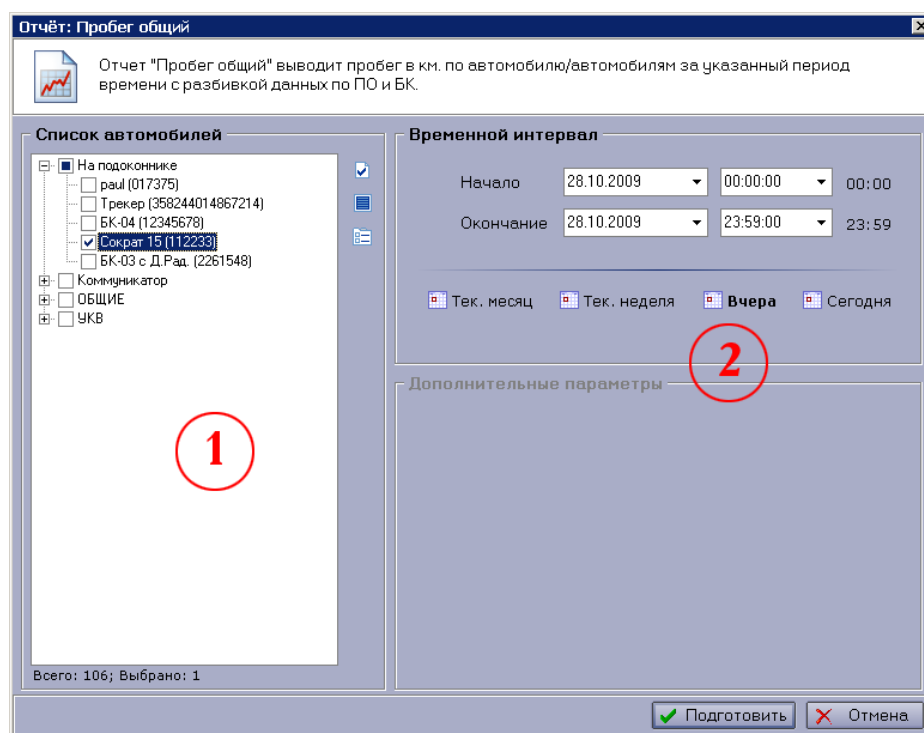 Отчёт: Пробег общий
Отчет "Пробег общий" выводит пробег в км. по автомобилю/автомобилям за указанный период
времени с разбивкой данных по ПО и БК.
Список автомобилей
На подоконнике
paul (017375)
Трекер (358244014867214)
БК-04 (12345678)
Сократ 15 (112233)
БК-03 с Д.Рад. (2261548)
Коммуникатор
ОБЩИЕ
УКВ
1
Всего: 106; Выбрано: 1
Временной интервал
Начало 28.10.2009 00:00:00 00:00
Окончание 28.10.2009 23:59:00 23:59
Тек. месяц Тек. неделя Вчера Сегодня
2
Дополнительные параметры
Подготовить Отмена